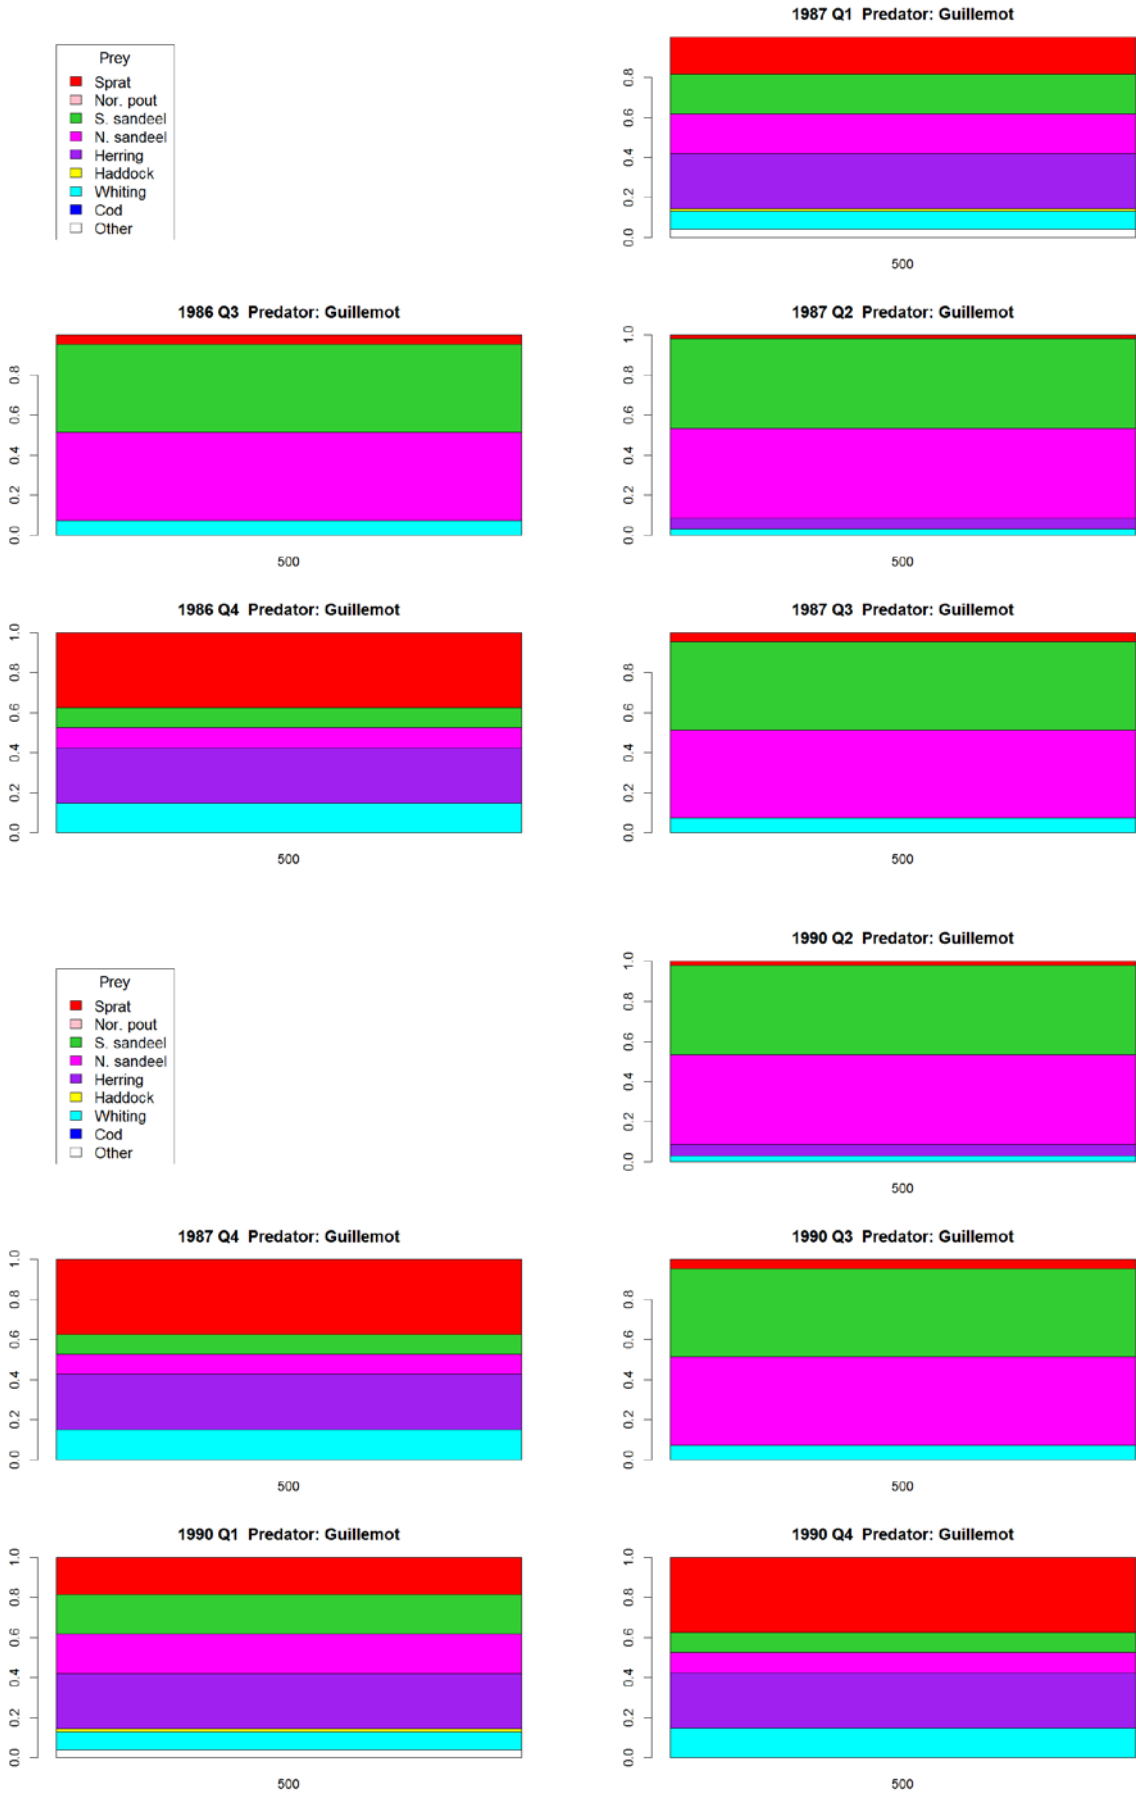 1987 Q1 Predator: Guillemot
Prey
Sprat
Nor. pout
S. sandeel
N. sandeel
Herring
Haddock
Whiting
Cod
Other
0.0 0.2 0.4 0.6 0.8
500
1986 Q3 Predator: Guillemot
0.0 0.2 0.4 0.6 0.8
500
1987 Q2 Predator: Guillemot
0.0 0.2 0.4 0.6 0.8 1.0
500
1986 Q4 Predator: Guillemot
0.0 0.2 0.4 0.6 0.8 1.0
500
1987 Q3 Predator: Guillemot
0.0 0.2 0.4 0.6 0.8
500
Prey
Sprat
Nor. pout
S. sandeel
N. sandeel
Herring
Haddock
Whiting
Cod
Other
1990 Q2 Predator: Guillemot
0.0 0.2 0.4 0.6 0.8 1.0
500
1987 Q4 Predator: Guillemot
0.0 0.2 0.4 0.6 0.8 1.0
500
1990 Q3 Predator: Guillemot
0.0 0.2 0.4 0.6 0.8
500
1990 Q1 Predator: Guillemot
0.0 0.2 0.4 0.6 0.8 1.0
500
1990 Q4 Predator: Guillemot
0.0 0.2 0.4 0.6 0.8 1.0
500